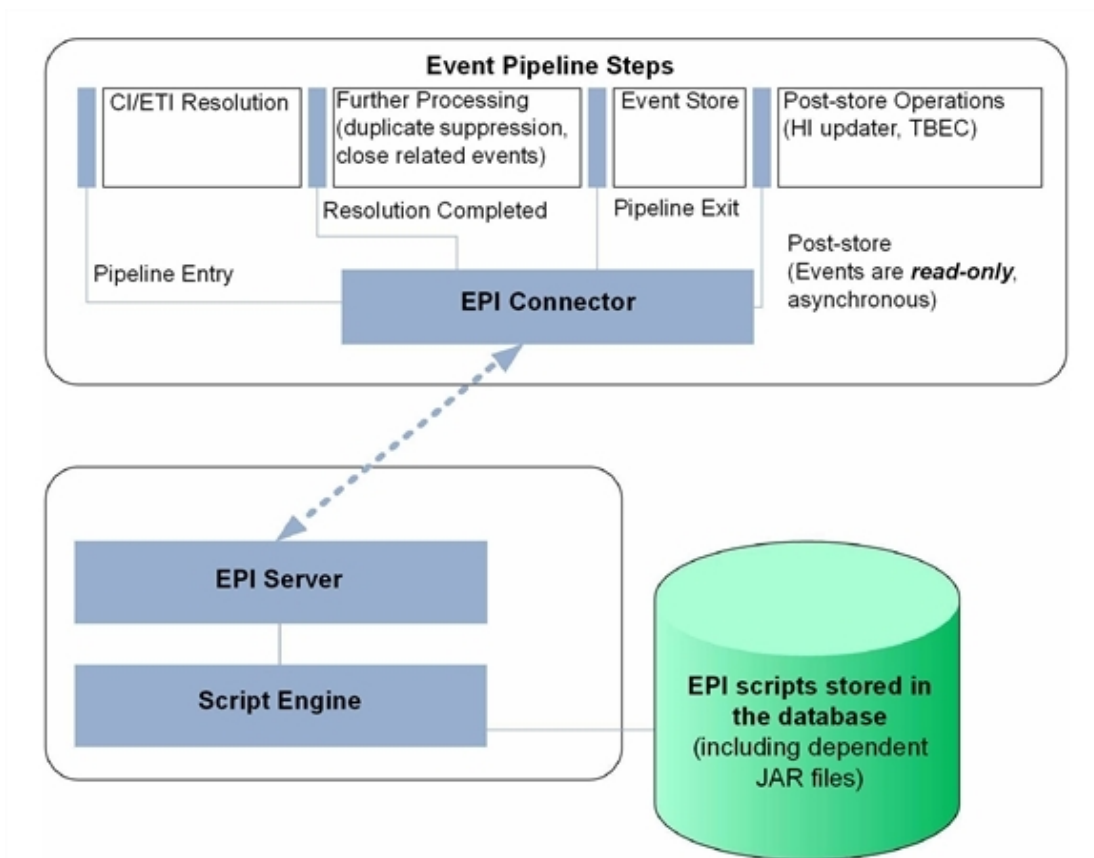 Event Pipeline Steps
CI/ETI Resolution
Further Processing
(duplicate suppression,
close related events)
Event Store
Post-store Operations
(HI updater, TBEC)
Resolution Completed
Pipeline Exit
Pipeline Entry
Post-store
(Events are read-only,
asynchronous)
EPI Connector
EPI Server
Script Engine
EPI scripts stored in
the database
(including dependent
JAR files)